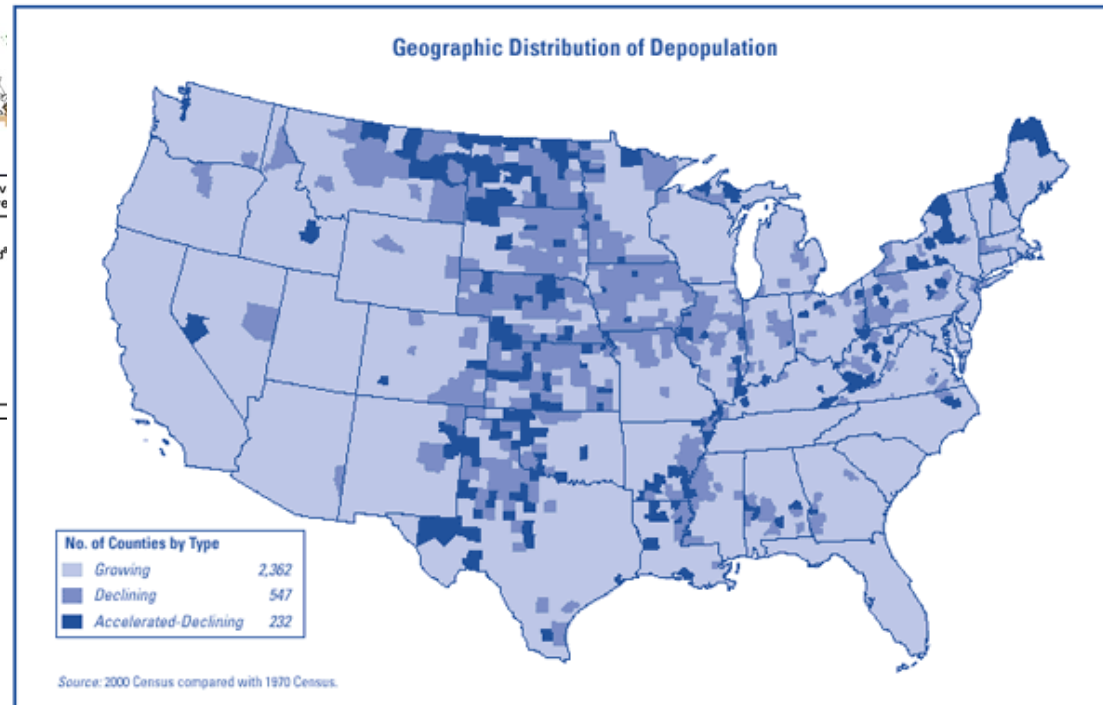 Geographic Distribution of Depopulation
No. of Counties by Type
Growing 2,362
Declining 547
Accelerated-Declining 232
Source: 2000 Census compared with 1970 Census.